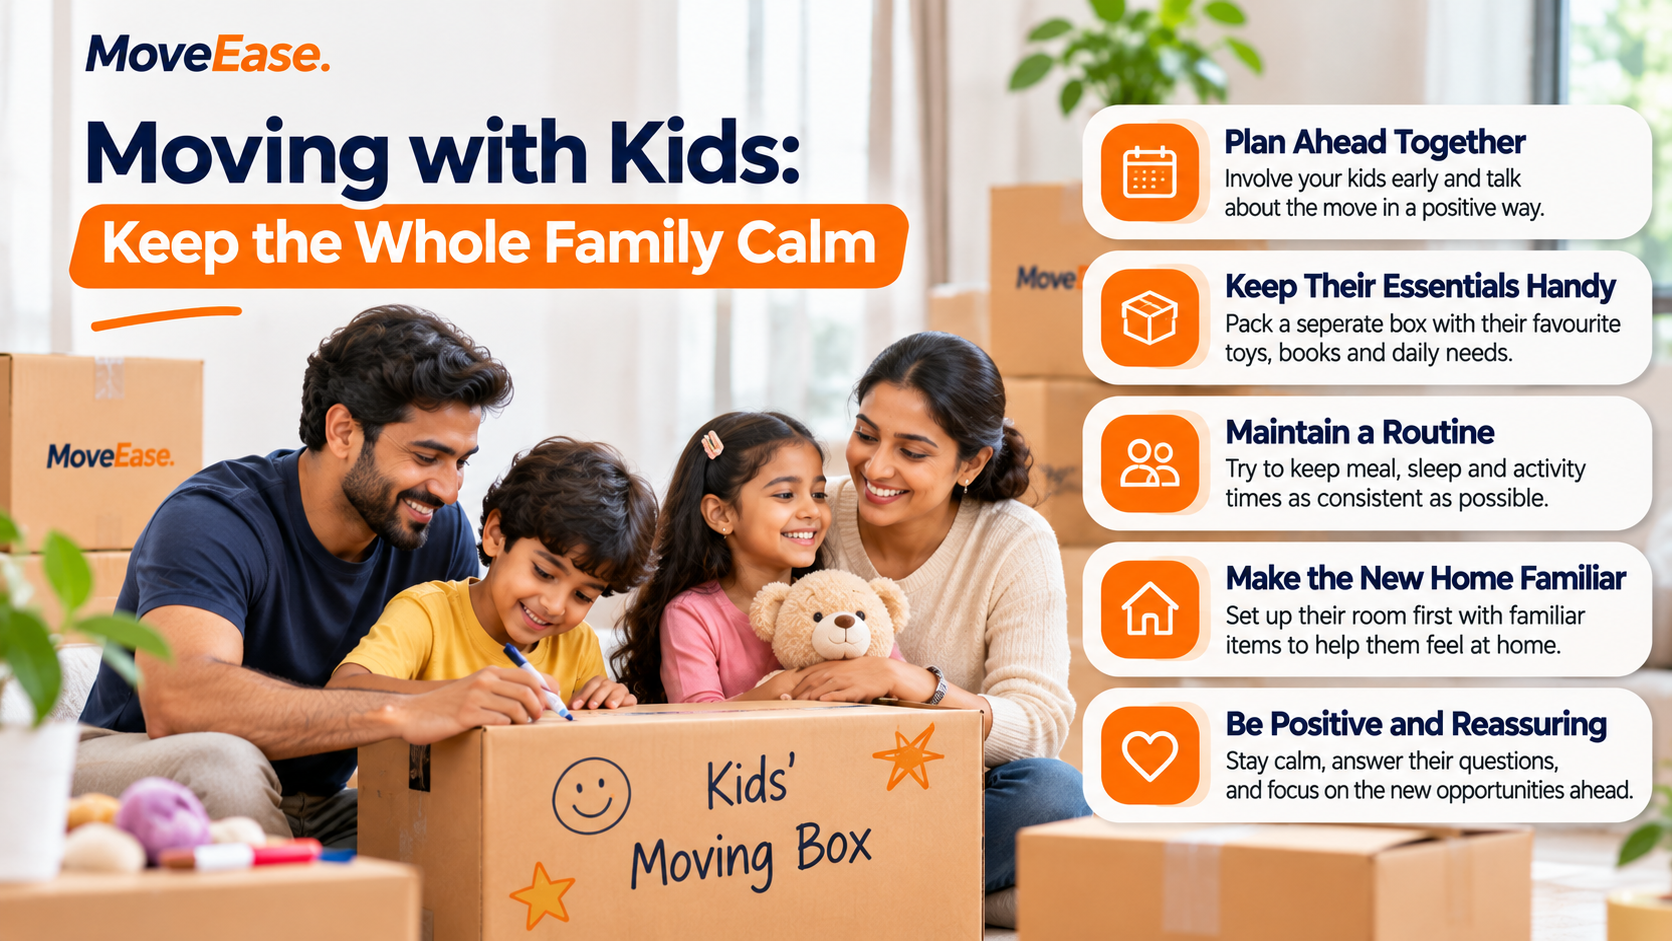 MoveEase.
Moving with Kids:
Keep the Whole Family Calm
Plan Ahead Together
Involve your kids early and talk
about the move in a positive way.
Keep Their Essentials Handy
Pack a seperate box with their favourite
toys, books and daily needs.
Maintain a Routine
Try to keep meal, sleep and activity
times as consistent as possible.
Make the New Home Familiar
Set up their room first with familiar
items to help them feel at home.
Be Positive and Reassuring
Stay calm, answer their questions,
and focus on the new opportunities ahead.
MoveEase.
Move
Kids'
Moving Box